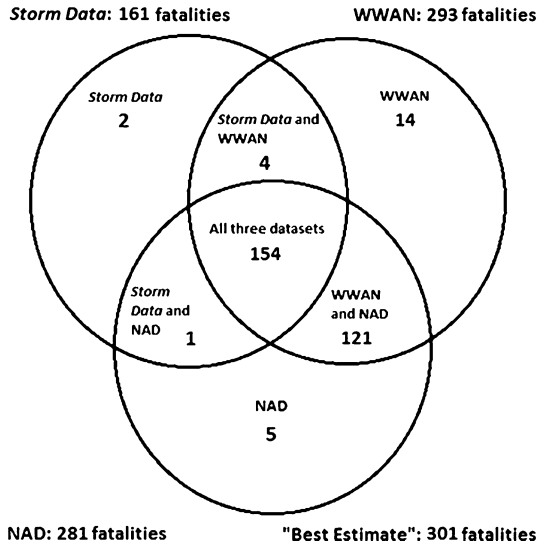 Storm Data: 161 fatalities
WWAN: 293 fatalities
Storm Data
2
Storm Data and
WWAN
4
WWAN
14
All three datasets
154
Storm
Data and
NAD
1
WWAN
and NAD
121
NAD
5
NAD: 281 fatalities
"Best Estimate": 301 fatalities